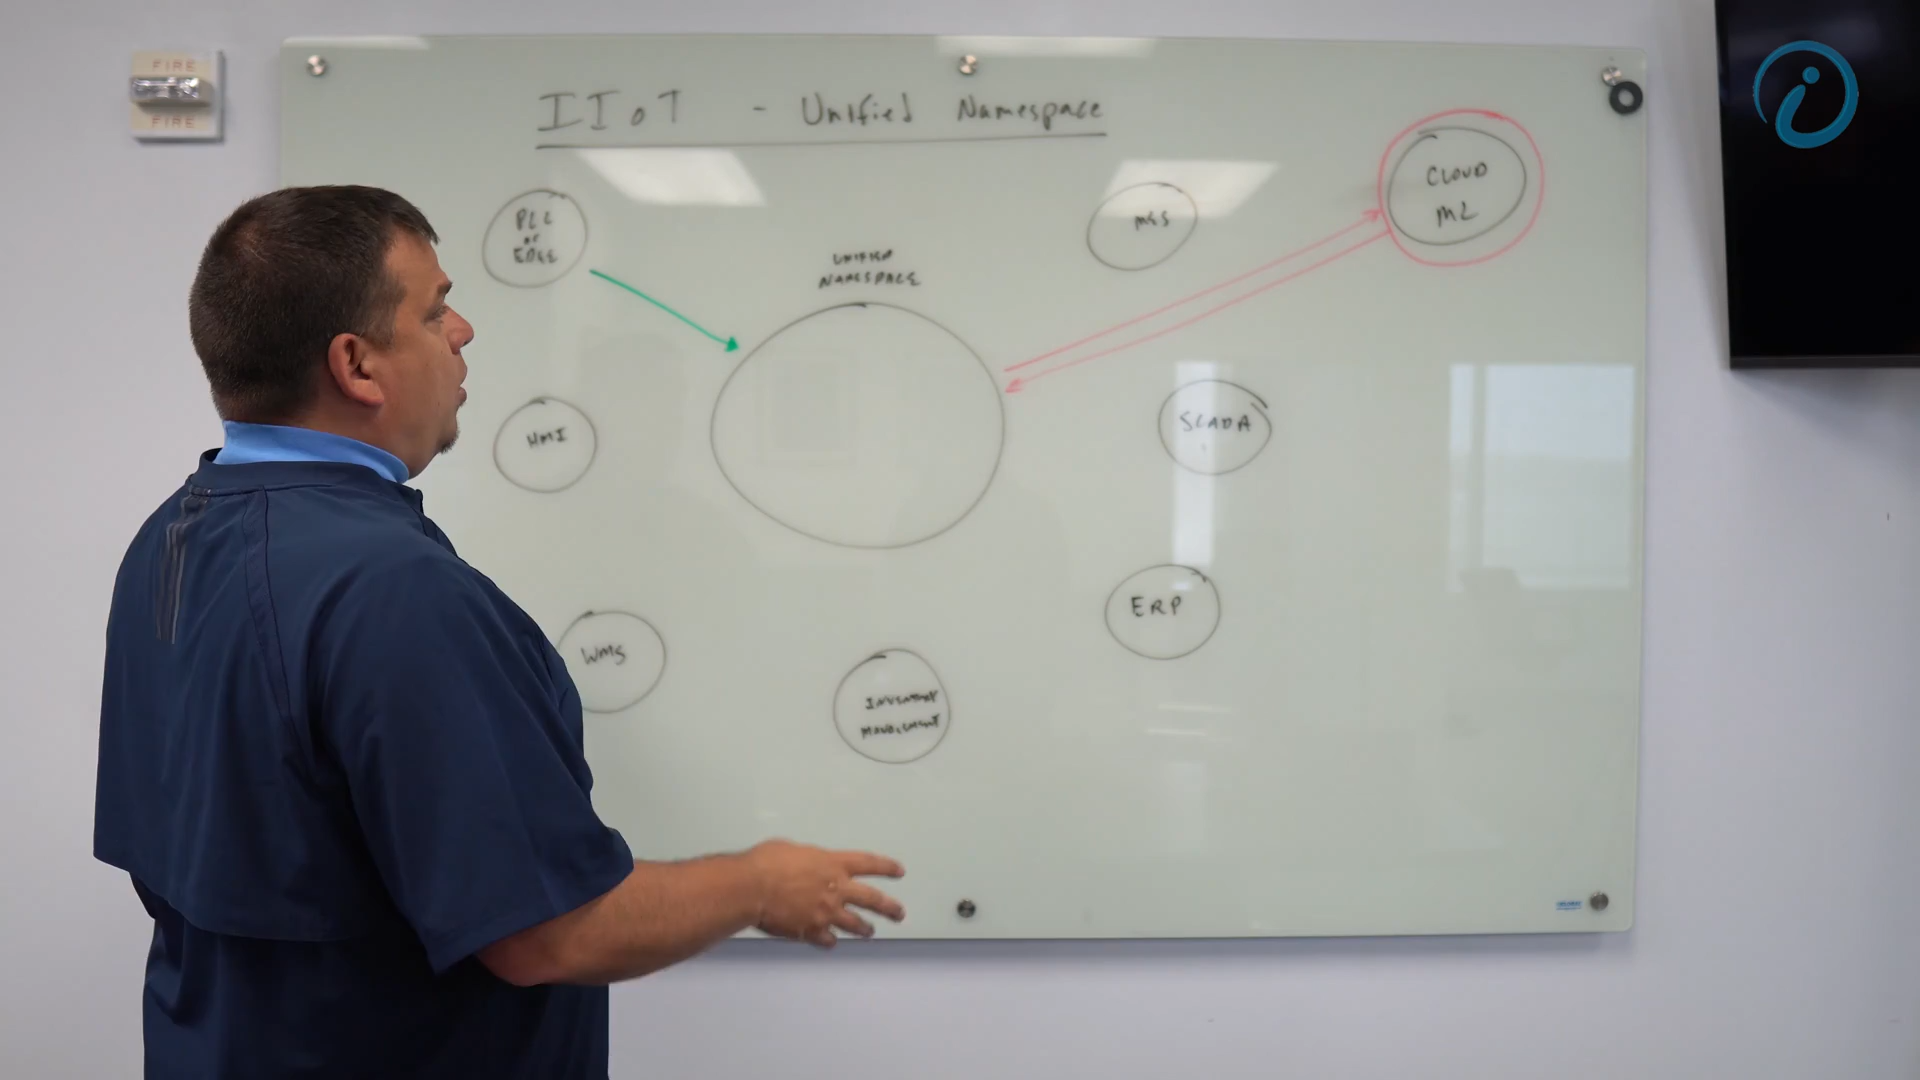 FIRE
FIRE
IIoT - Unified Namespace
PLC
or
EDGE
UNIFIED
NAMESPACE
MES
CLOUD
ML
HMI
SCADA
WMS
ERP
INVENTORY
MANAGEMENT